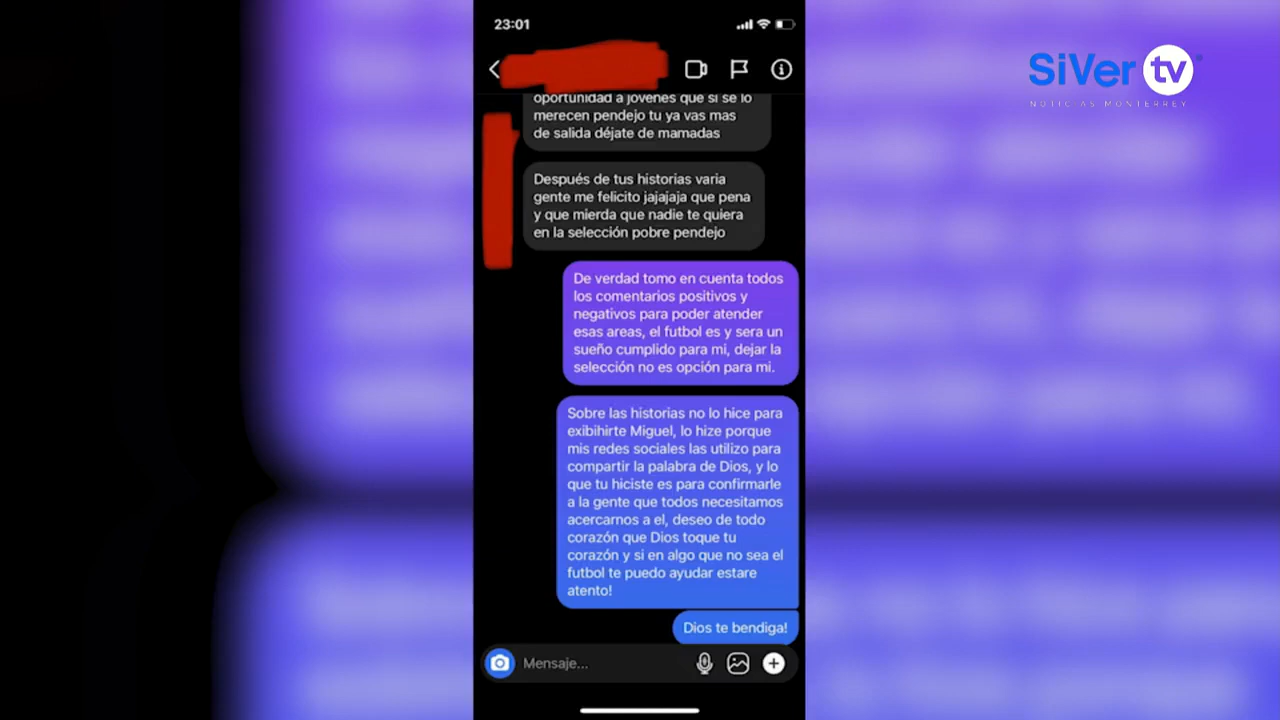 23:01
SiVer tv
NOTICIAS MONTERREY
oportunidad a jóvenes que si se lo
merecen pendejo tu ya vas mas
de salida déjate de mamadas
Después de tus historias varia
gente me felicito jajajaja que pena
y que mierda que nadie te quiera
en la selección pobre pendejo
De verdad tomo en cuenta todos
los comentarios positivos y
negativos para poder atender
esas areas, el futbol es y sera un
sueño cumplido para mi, dejar la
selección no es opción para mi.
Sobre las historias no lo hice para
exibihirte Miguel, lo hize porque
mis redes sociales las utilizo para
compartir la palabra de Dios, y lo
que tu hiciste es para confirmarle
a la gente que todos necesitamos
acercarnos a el, deseo de todo
corazón que Dios toque tu
corazón y si en algo que no sea el
futbol te puedo ayudar estare
atento!
Dios te bendiga!
Mensaje...